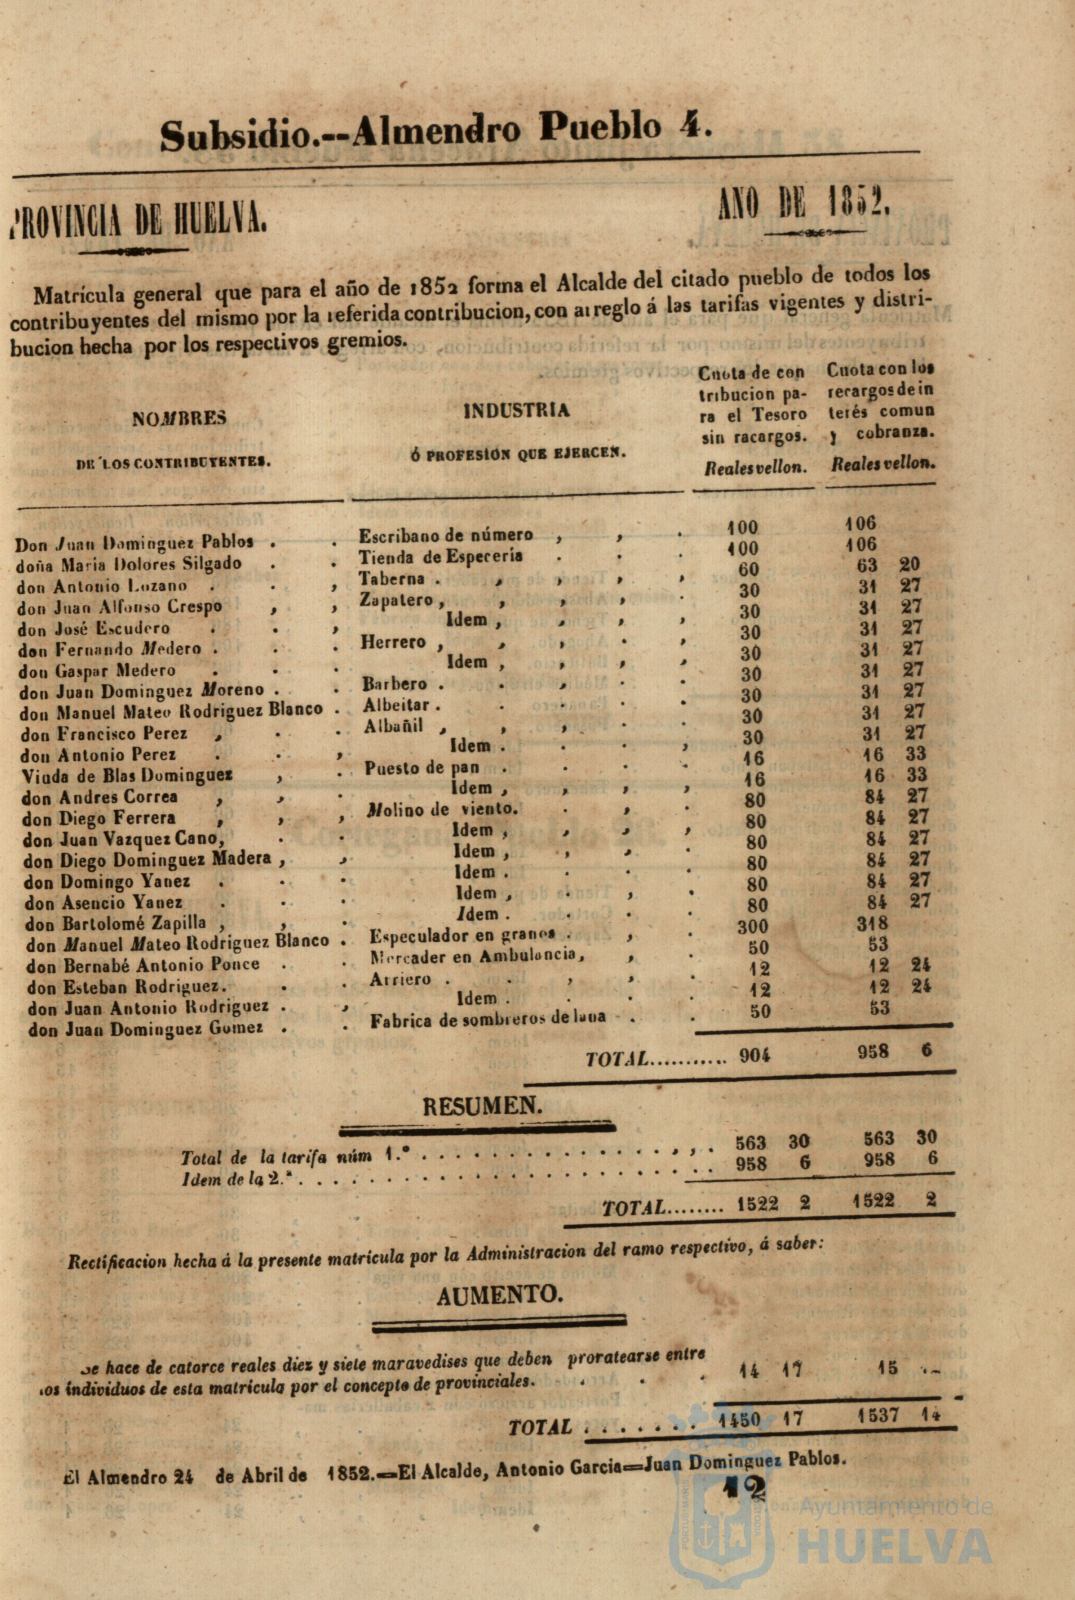 Subsidio.--Almendro Pueblo 4.
PROVINCIA DE HUELVA. AÑO DE 1852.
Matrícula general que para el año de 1852 forma el Alcalde del citado pueblo de todos los
contribuyentes del mismo por la referida contribucion, con arreglo á las tarifas vigentes y distri-
bucion hecha por los respectivos gremios.
NOMBRES
DE LOS CONTRIBUYENTES.
INDUSTRIA
Ó PROFESIÓN QUE EJERCEN.
Cuota de con
tribucion pa-
ra el Tesoro
sin racargos.
Reales vellon.
Cuota con los
recargos de in
terés comun
y cobranza.
Reales vellon.
Don Juan Dominguez Pablos . . Escribano de número , , . 100 106
doña Maria Dolores Silgado . . Tienda de Especería . . . 100 106
don Antonio Lozano . . , Taberna . , , , 60 63 20
don Juan Alfonso Crespo , , Zapatero , , , , . 30 31 27
don José Escudero . . , Idem , , , , 30 31 27
don Fernando Medero . . . Herrero , , , . , 30 31 27
don Gaspar Medero . . . Idem , , , , 30 31 27
don Juan Dominguez Moreno . . Barbero . . , , . 30 31 27
don Manuel Mateo Rodriguez Blanco . Albeitar . . . . . 30 31 27
don Francisco Perez , . . Albañil , , , , . 30 31 27
don Antonio Perez . . , Idem . . . , 30 31 27
Viuda de Blas Dominguez , . Puesto de pan . . . . 16 16 33
don Andres Correa , , . Idem , , , , 16 16 33
don Diego Ferrera , , , Molino de viento. . , . 80 84 27
don Juan Vazquez Cano, . . Idem , , , , 80 84 27
don Diego Dominguez Madera , , Idem , , , . 80 84 27
don Domingo Yanez . . . Idem . . . . 80 84 27
don Asencio Yanez . . . Idem , . , . 80 84 27
don Bartolomé Zapilla , , . Idem . . , . 80 84 27
don Manuel Mateo Rodriguez Blanco . Especulador en granos . , . 300 318
don Bernabé Antonio Ponce . . Mercader en Ambulancia, , . 50 53
don Esteban Rodriguez. . . Arriero . . , , . 12 12 24
don Juan Antonio Rodriguez . , Idem . . . . 12 12 24
don Juan Dominguez Gomez . . Fabrica de sombreros de lana . . 50 53
TOTAL........... 904 958 6
RESUMEN.
Total de la tarifa núm 1.ª . . . . . . . . . . . . . , , . 563 30 563 30
Idem de la 2.ª . . . . . . . . . . . . . . . . . . . . . 958 6 958 6
TOTAL........ 1522 2 1522 2
Rectificacion hecha á la presente matrícula por la Administracion del ramo respectivo, á saber:
AUMENTO.
Se hace de catorce reales diez y siete maravedises que deben proratearse entre
los individuos de esta matrícula por el concepto de provinciales. . . . 14 17 15 ..
TOTAL . . . . . . . 1450 17 1537 14
El Almendro 24 de Abril de 1852.=El Alcalde, Antonio Garcia=Juan Dominguez Pablos.
12
Ayuntamiento de
HUELVA